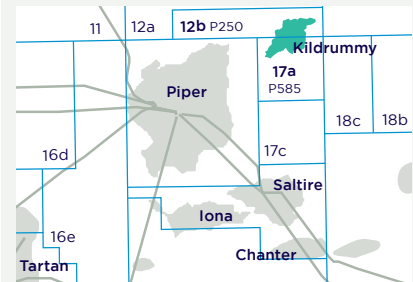 11
12a
12b P250
Kildrummy
17a
P585
Piper
18c
18b
16d
17c
Saltire
Iona
16e
Chanter
Tartan